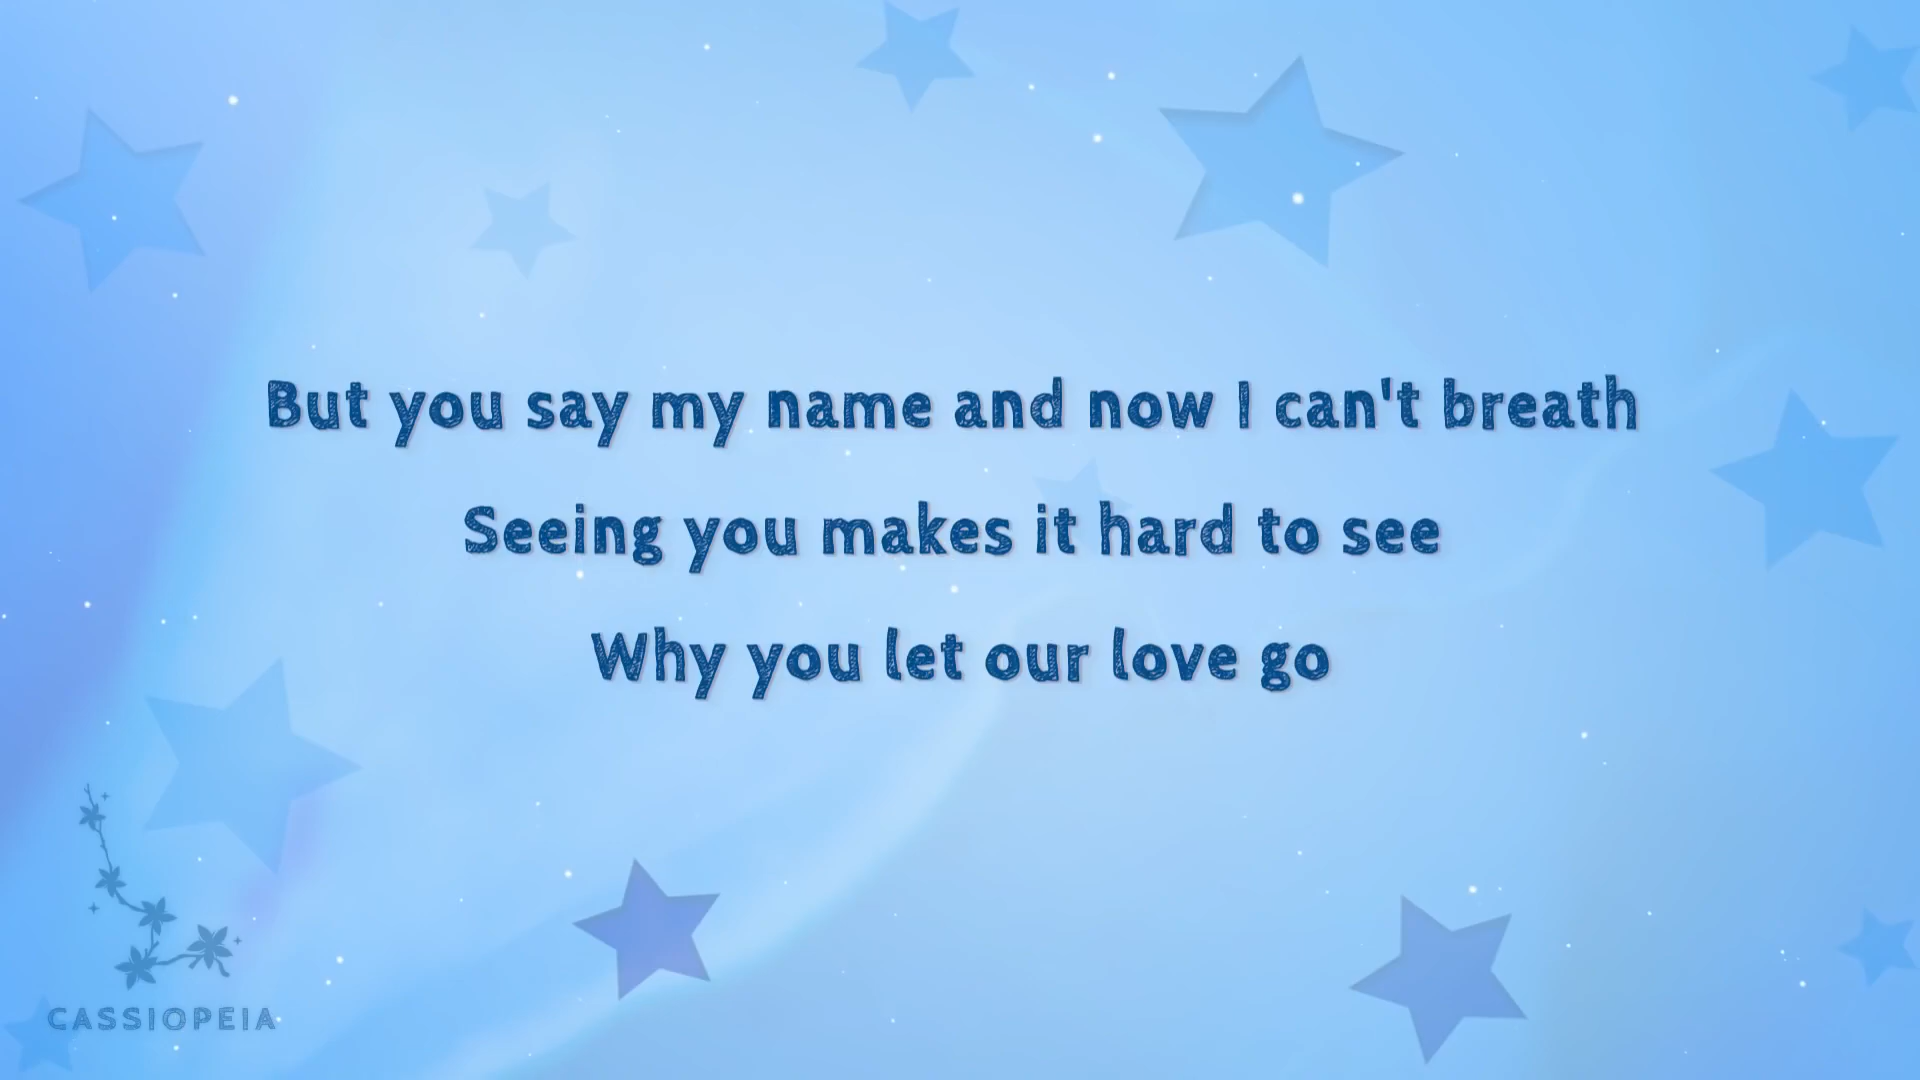 But you say my name and now I can't breath
Seeing you makes it hard to see
Why you let our love go
CASSIOPEIA